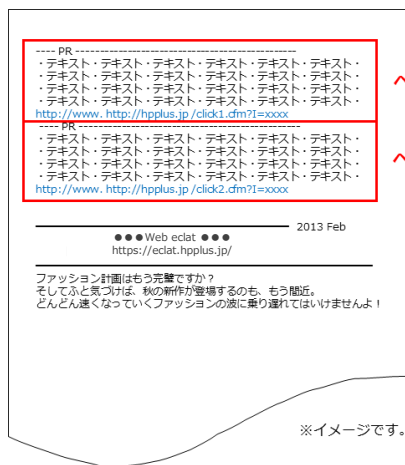 ---- PR --------------------------------------------------
・テキスト・テキスト・テキスト・テキスト・テキスト・テキスト・
・テキスト・テキスト・テキスト・テキスト・テキスト・テキスト・
・テキスト・テキスト・テキスト・テキスト・テキスト・テキスト・
・テキスト・テキスト・テキスト・テキスト・テキスト・テキスト・
http://www. http://hpplus.jp /click1.cfm?I=xxxx
---- PR --------------------------------------------------
・テキスト・テキスト・テキスト・テキスト・テキスト・テキスト・
・テキスト・テキスト・テキスト・テキスト・テキスト・テキスト・
・テキスト・テキスト・テキスト・テキスト・テキスト・テキスト・
・テキスト・テキスト・テキスト・テキスト・テキスト・テキスト・
http://www. http://hpplus.jp /click2.cfm?I=xxxx
2013 Feb
●●●Web eclat ●●●
https://eclat.hpplus.jp/
ファッション計画はもう完璧ですか？
そしてふと気づけば、秋の新作が登場するのも、もう間近。
どんどん速くなっていくファッションの波に乗り遅れてはいけませんよ！
※イメージです。